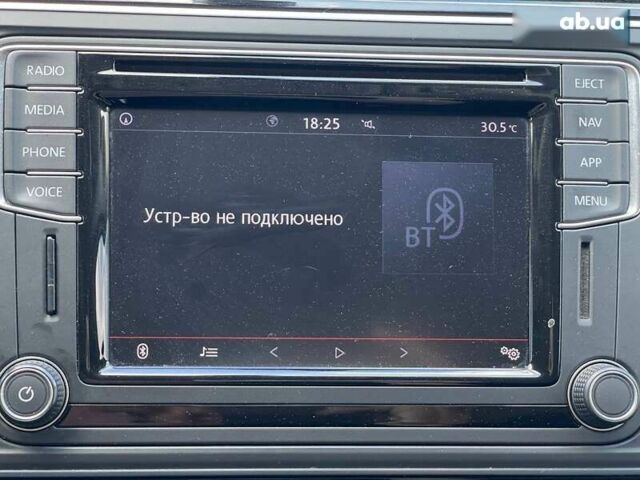 ab.ua
RADIO
MEDIA
PHONE
VOICE
EJECT
NAV
APP
MENU
18:25
30.5°C
Устр-во не подключено
BT